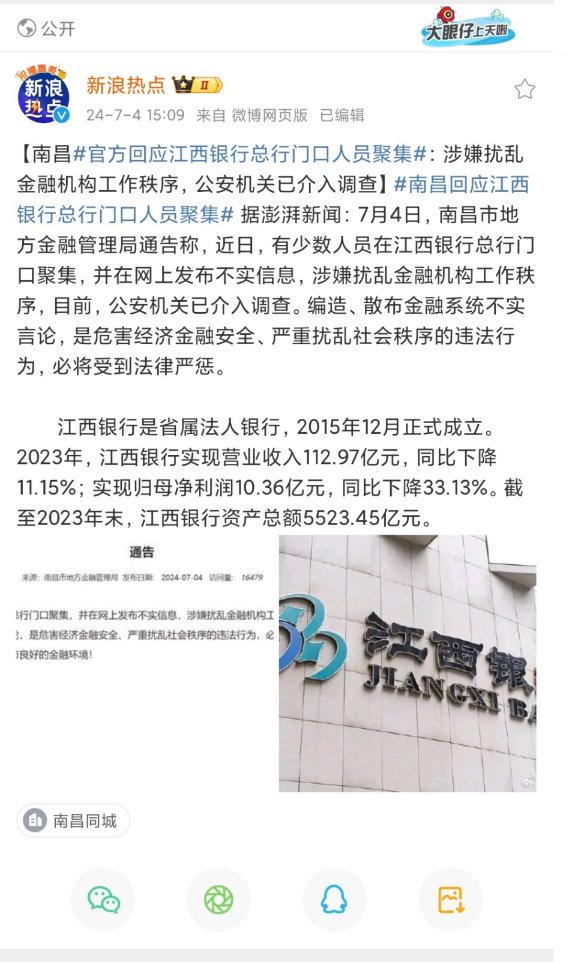 公开
大眼仔上天啦
新浪热点
II
新浪
热点
24-7-4 15:09 来自 微博网页版 已编辑
【南昌#官方回应江西银行总行门口人员聚集#：涉嫌扰乱
金融机构工作秩序，公安机关已介入调查】#南昌回应江西
银行总行门口人员聚集# 据澎湃新闻：7月4日，南昌市地
方金融管理局通告称，近日，有少数人员在江西银行总行门
口聚集，并在网上发布不实信息，涉嫌扰乱金融机构工作秩
序，目前，公安机关已介入调查。编造、散布金融系统不实
言论，是危害经济金融安全、严重扰乱社会秩序的违法行
为，必将受到法律严惩。
江西银行是省属法人银行，2015年12月正式成立。
2023年，江西银行实现营业收入112.97亿元，同比下降
11.15%；实现归母净利润10.36亿元，同比下降33.13%。截
至2023年末，江西银行资产总额5523.45亿元。
通告
来源：南昌市地方金融管理局 发布日期：2024-07-04 访问量：16479
行门口聚集，并在网上发布不实信息，涉嫌扰乱金融机构工
，是危害经济金融安全、严重扰乱社会秩序的违法行为，必
良好的金融环境！
江西银
JIANGXI BA
南昌同城